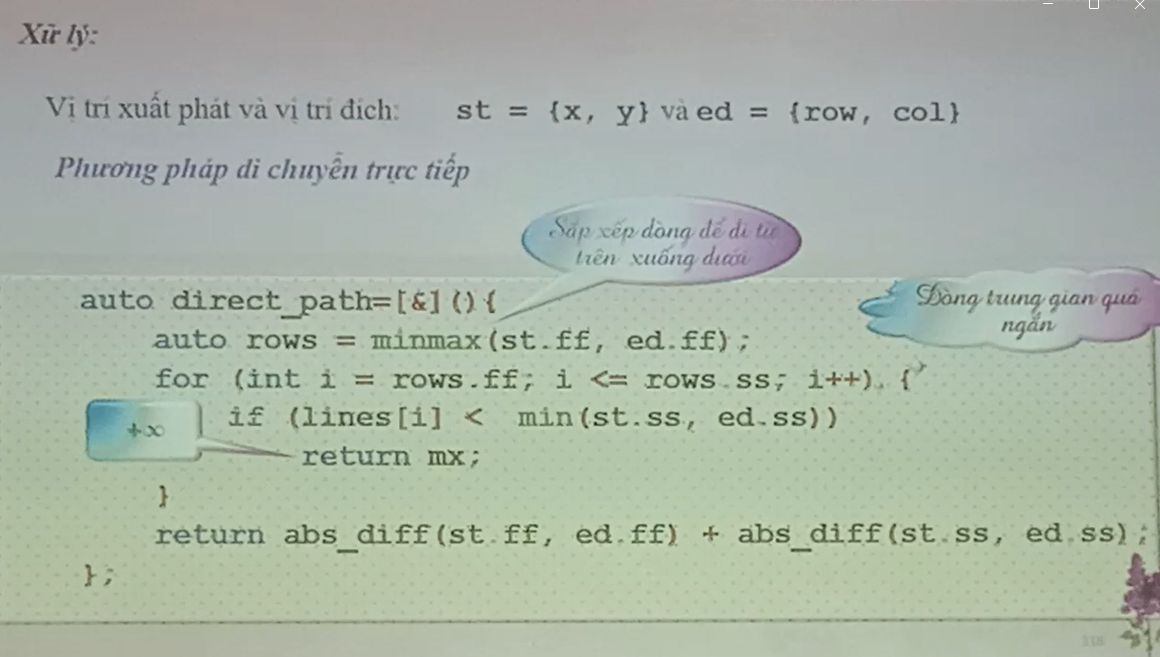 Xử lý:
Vị trí xuất phát và vị trí đích: st = {x, y} và ed = {row, col}
Phương pháp di chuyển trực tiếp
Sắp xếp dòng để đi từ
trên xuống dưới
Dòng trung gian quá
ngắn
auto direct_path=[&](){
auto rows = minmax(st.ff, ed.ff);
for (int i = rows.ff; i <= rows.ss; i++) {
if (lines[i] < min(st.ss, ed.ss))
+∞
return mx;
}
return abs_diff(st.ff, ed.ff) + abs_diff(st.ss, ed.ss);
};